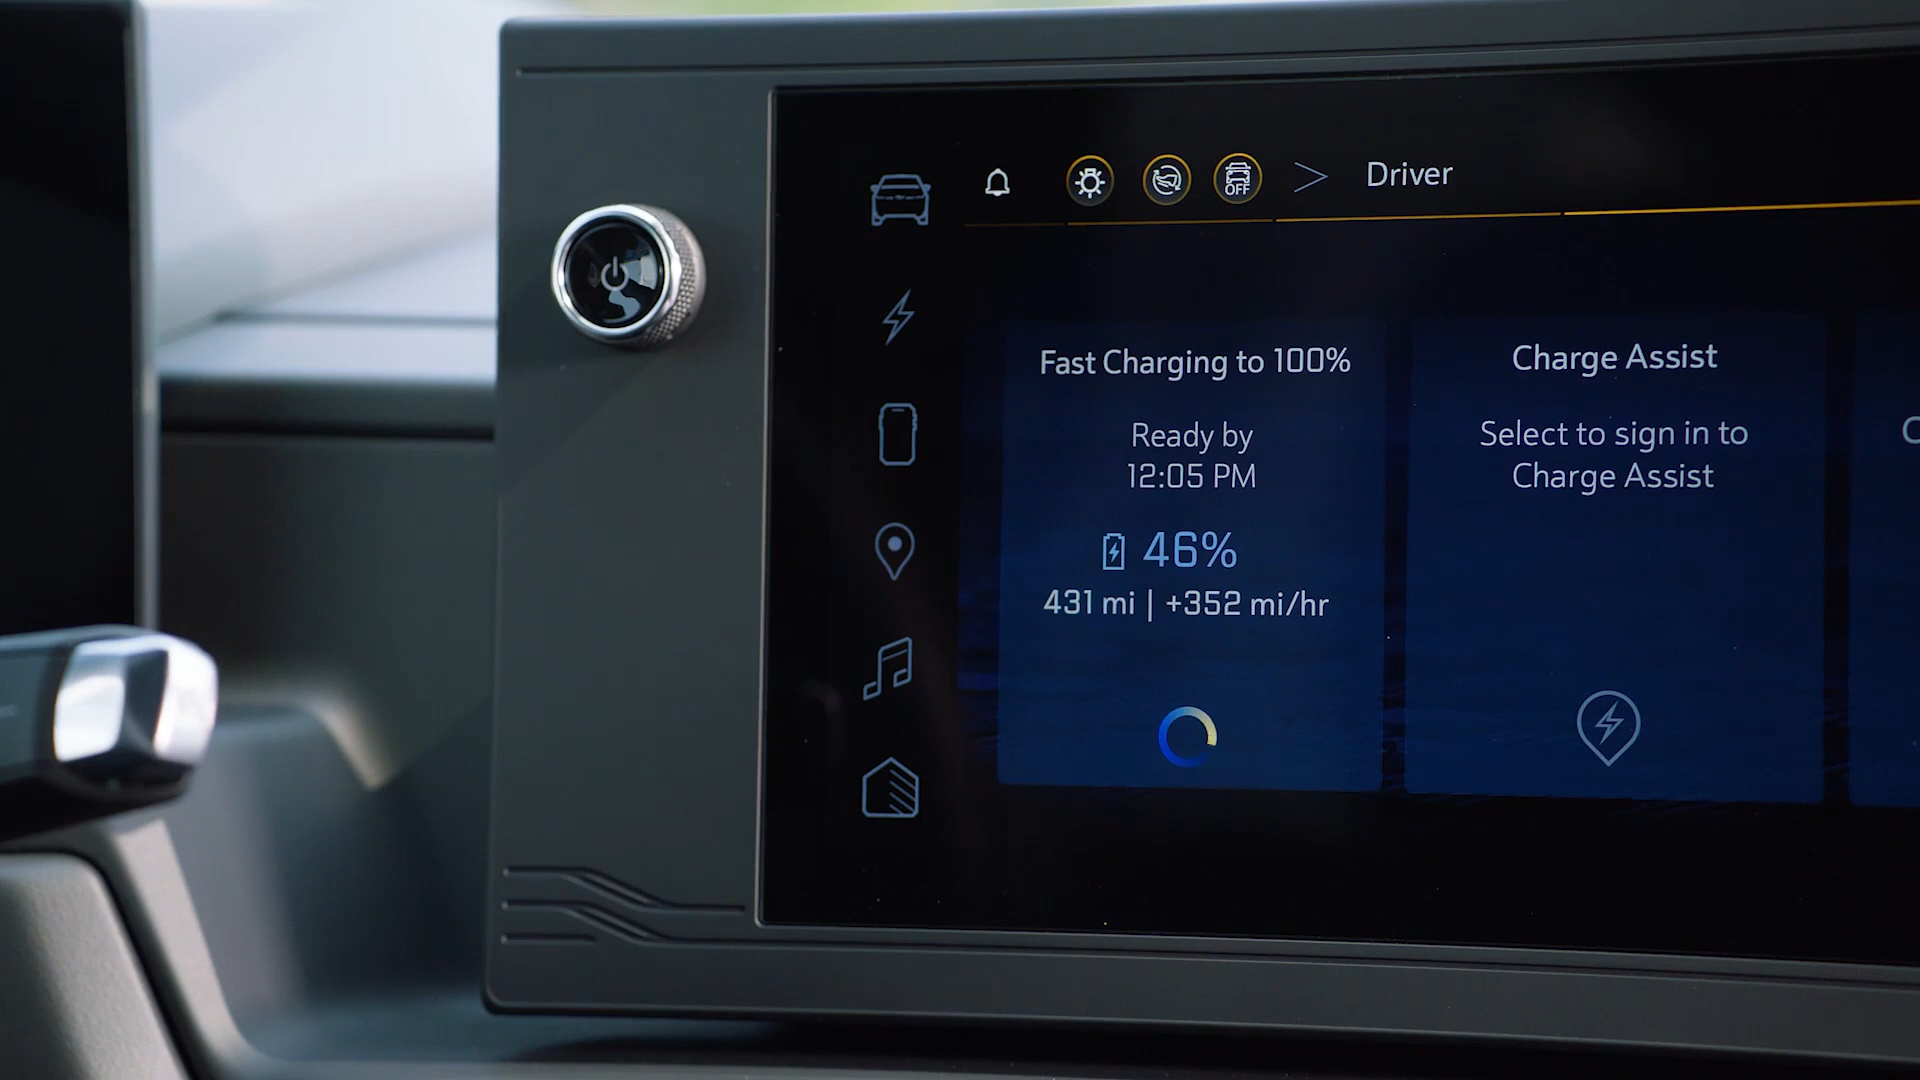 Driver
OFF
Fast Charging to 100%
Ready by
12:05 PM
46%
431 mi | +352 mi/hr
Charge Assist
Select to sign in to
Charge Assist